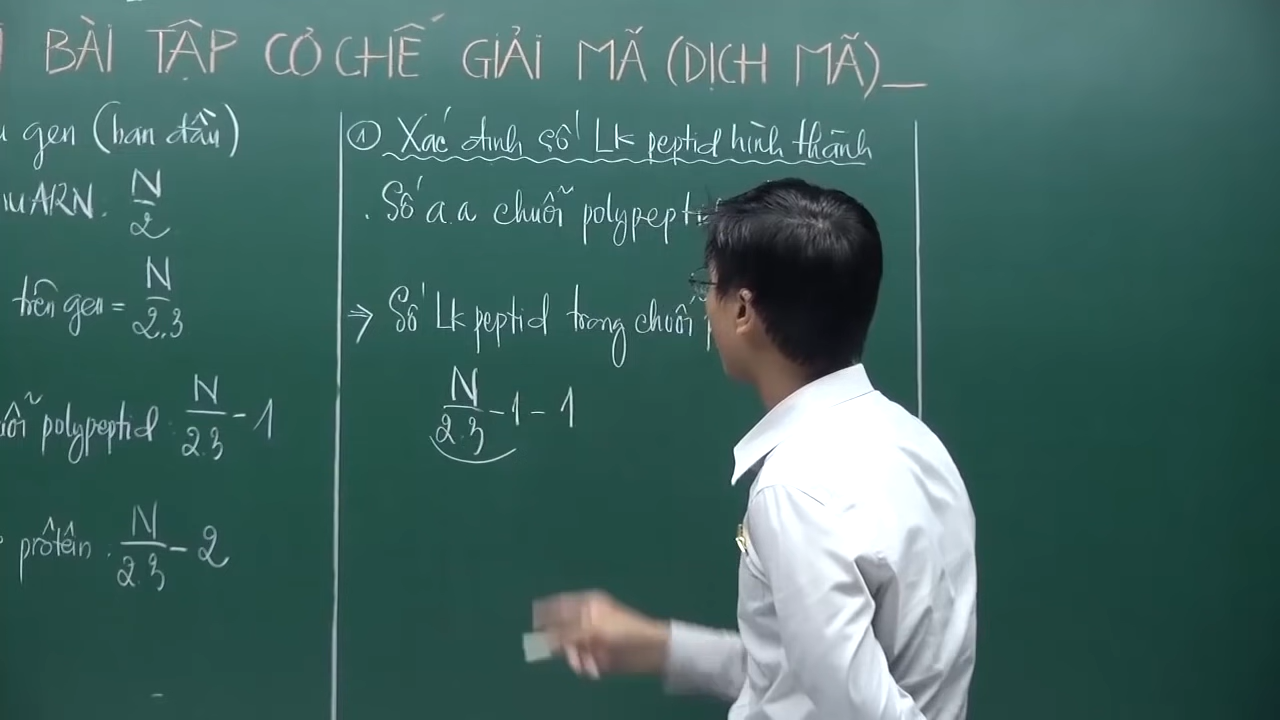 BÀI TẬP CƠ CHẾ GIẢI MÃ (DỊCH MÃ)
gen (ban đầu)
ARN. N/2
trên gen = N/2.3
polypeptid : N/2.3 - 1
prôtêin . N/2.3 - 2
① Xác định số Lk peptid hình thành
. Số a.a chuỗi polypept
=> Số Lk peptid trong chuỗi
N/2.3 - 1 - 1